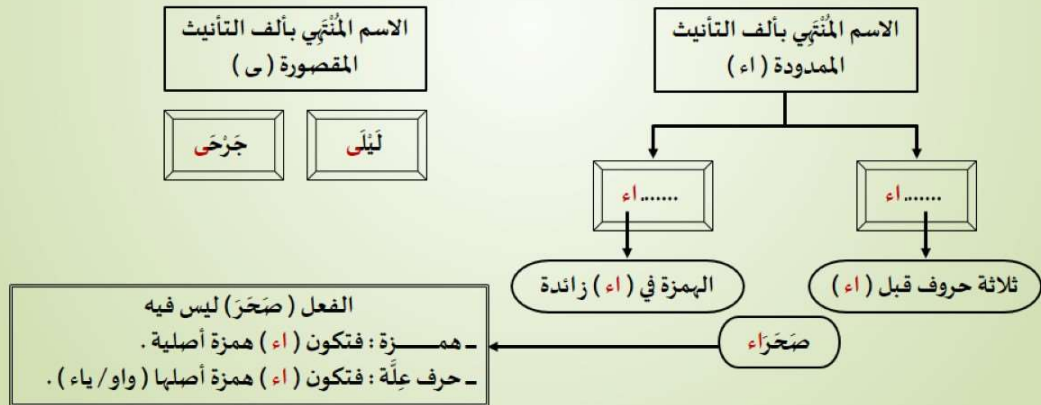 الاسم المُنْتَهِي بألف التأنيث
الممدودة ( اء )
الاسم المُنْتَهِي بألف التأنيث
المقصورة ( ى )
.......اء
.......اء
لَيْلَى
جَرْحَى
ثلاثة حروف قبل ( اء )
الهمزة في ( اء ) زائدة
صَحَرَاء
الفعل ( صَحَرَ ) ليس فيه
ـ همـــــزة : فتكون ( اء ) همزة أصلية .
ـ حرف عِلَّة : فتكون ( اء ) همزة أصلها ( واو / ياء ) .